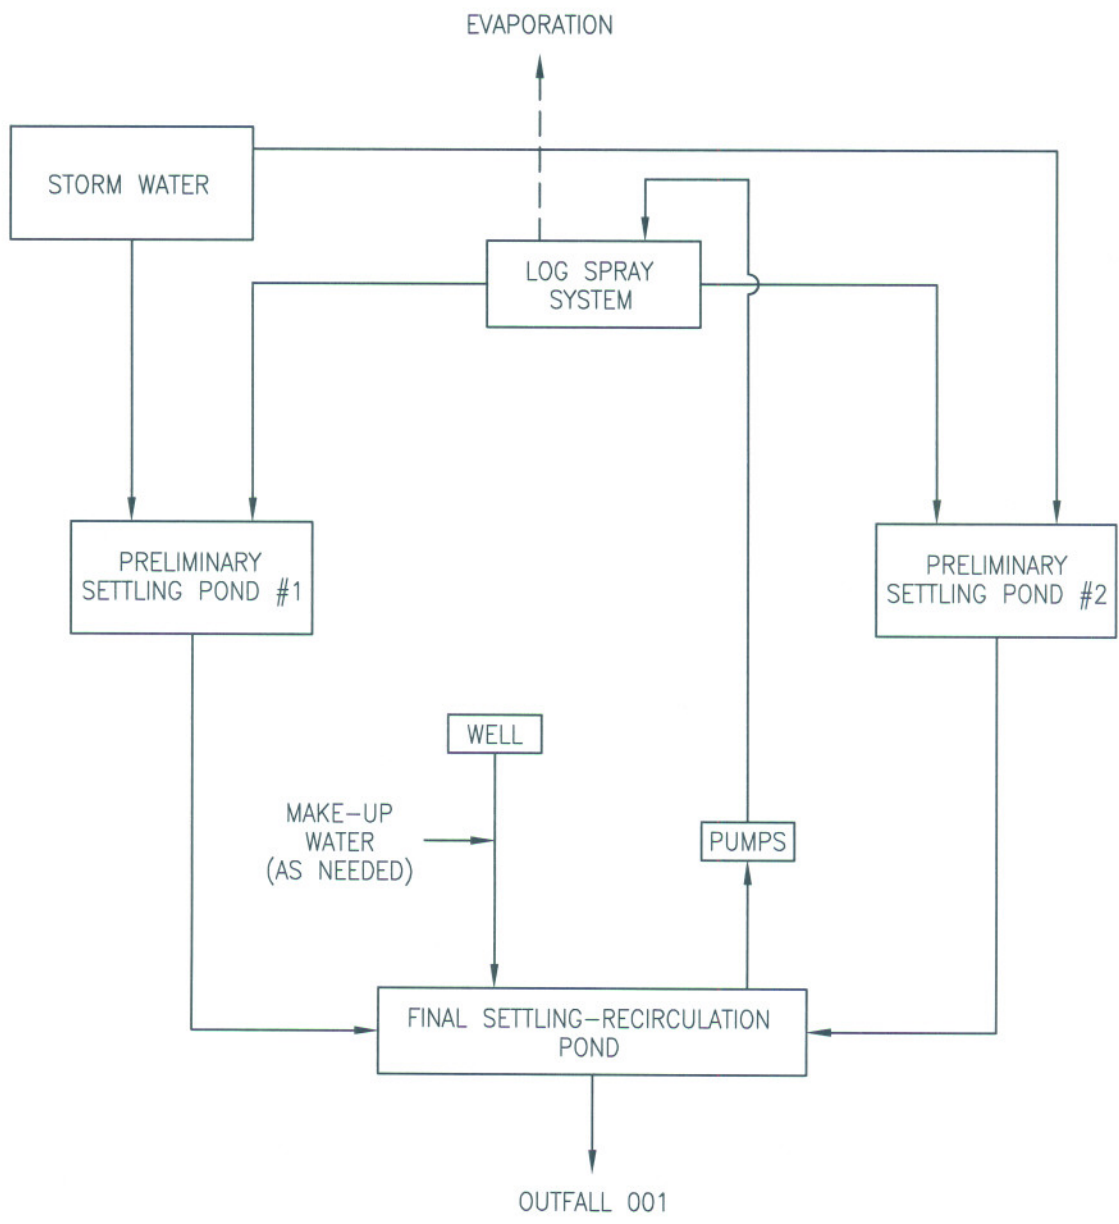 EVAPORATION
STORM WATER
LOG SPRAY
SYSTEM
PRELIMINARY
SETTLING POND #1
PRELIMINARY
SETTLING POND #2
WELL
MAKE-UP
WATER
(AS NEEDED)
PUMPS
FINAL SETTLING-RECIRCULATION
POND
OUTFALL 001